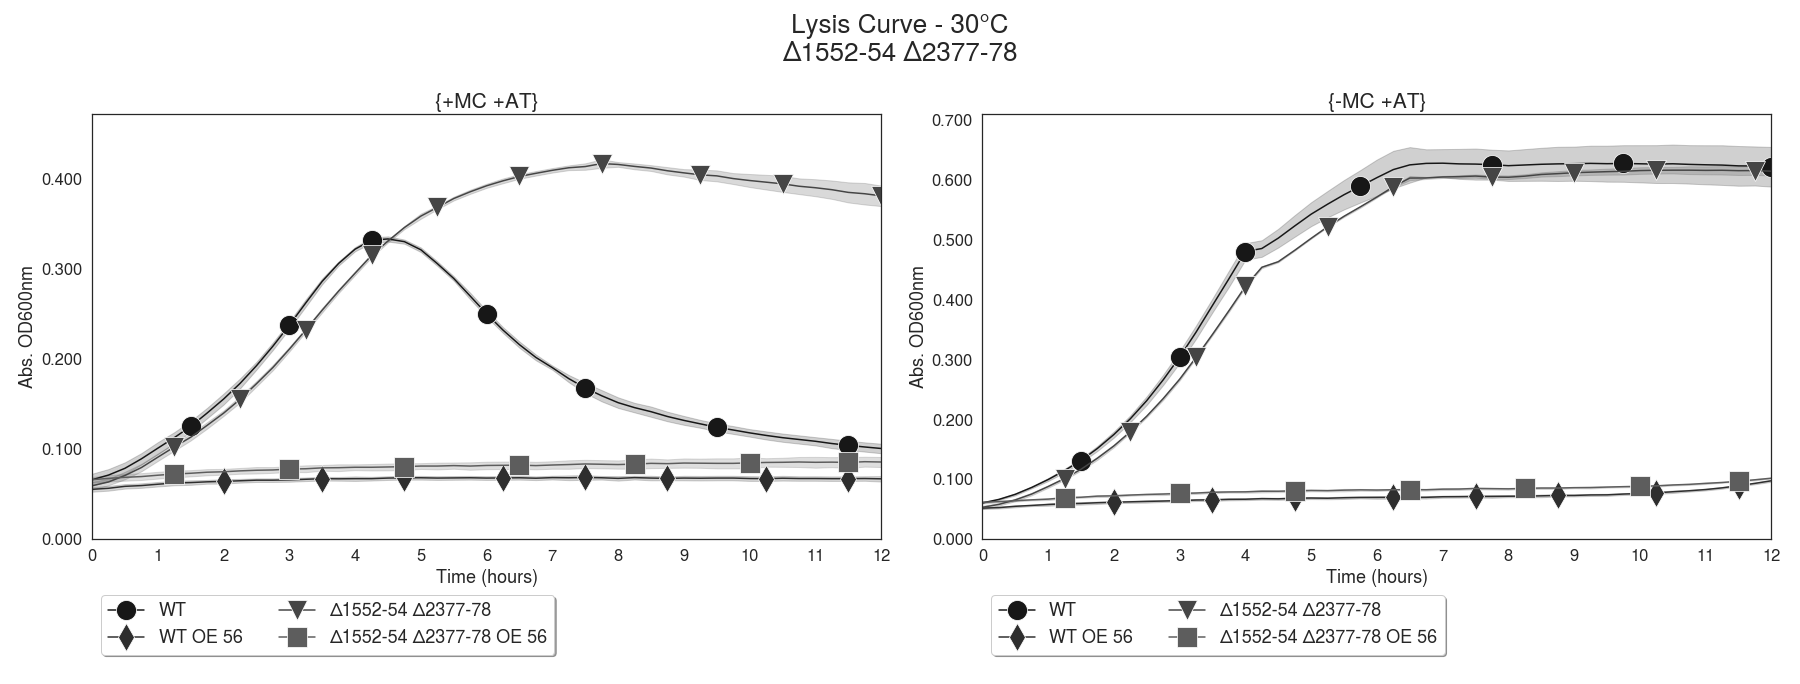 Lysis Curve - 30°C
Δ1552-54 Δ2377-78
{+MC +AT}
0.400
0.300
0.200
0.100
0.000
Abs. OD600nm
0 1 2 3 4 5 6 7 8 9 10 11 12
Time (hours)
WT
WT OE 56
Δ1552-54 Δ2377-78
Δ1552-54 Δ2377-78 OE 56
{-MC +AT}
0.700
0.600
0.500
0.400
0.300
0.200
0.100
0.000
Abs. OD600nm
0 1 2 3 4 5 6 7 8 9 10 11 12
Time (hours)
WT
WT OE 56
Δ1552-54 Δ2377-78
Δ1552-54 Δ2377-78 OE 56